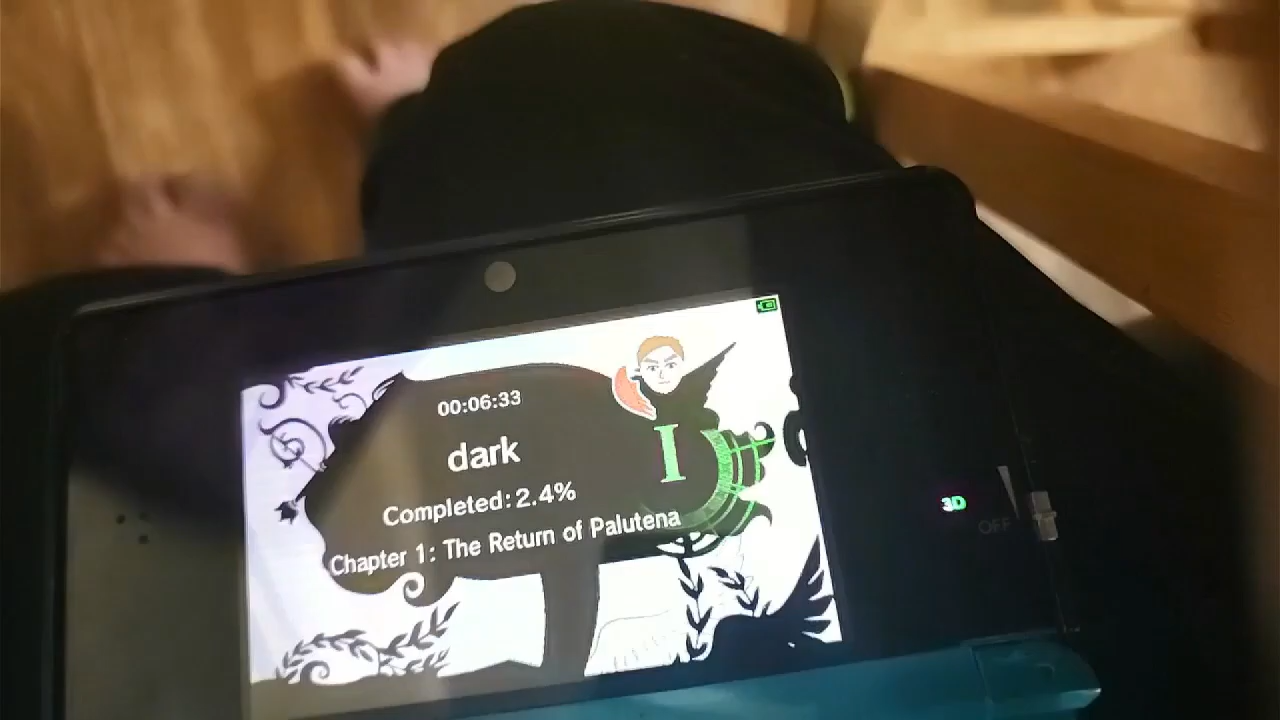 00:06:33
dark
I
Completed: 2.4%
Chapter 1: The Return of Palutena
3D
OFF